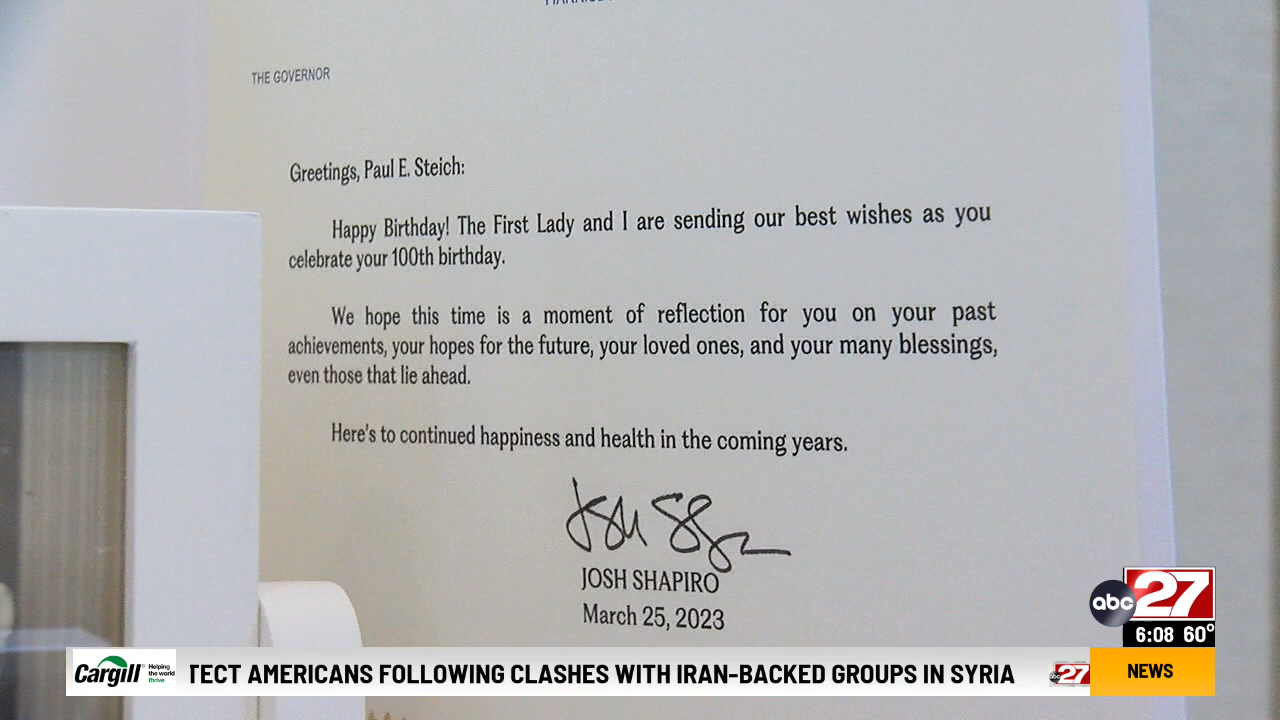 THE GOVERNOR
Greetings, Paul E. Steich:
Happy Birthday! The First Lady and I are sending our best wishes as you
celebrate your 100th birthday.
We hope this time is a moment of reflection for you on your past
achievements, your hopes for the future, your loved ones, and your many blessings,
even those that lie ahead.
Here's to continued happiness and health in the coming years.
Josh Shapiro
JOSH SHAPIRO
March 25, 2023
abc 27
6:08 60°
Cargill Helping the world thrive
TECT AMERICANS FOLLOWING CLASHES WITH IRAN-BACKED GROUPS IN SYRIA
abc 27
NEWS